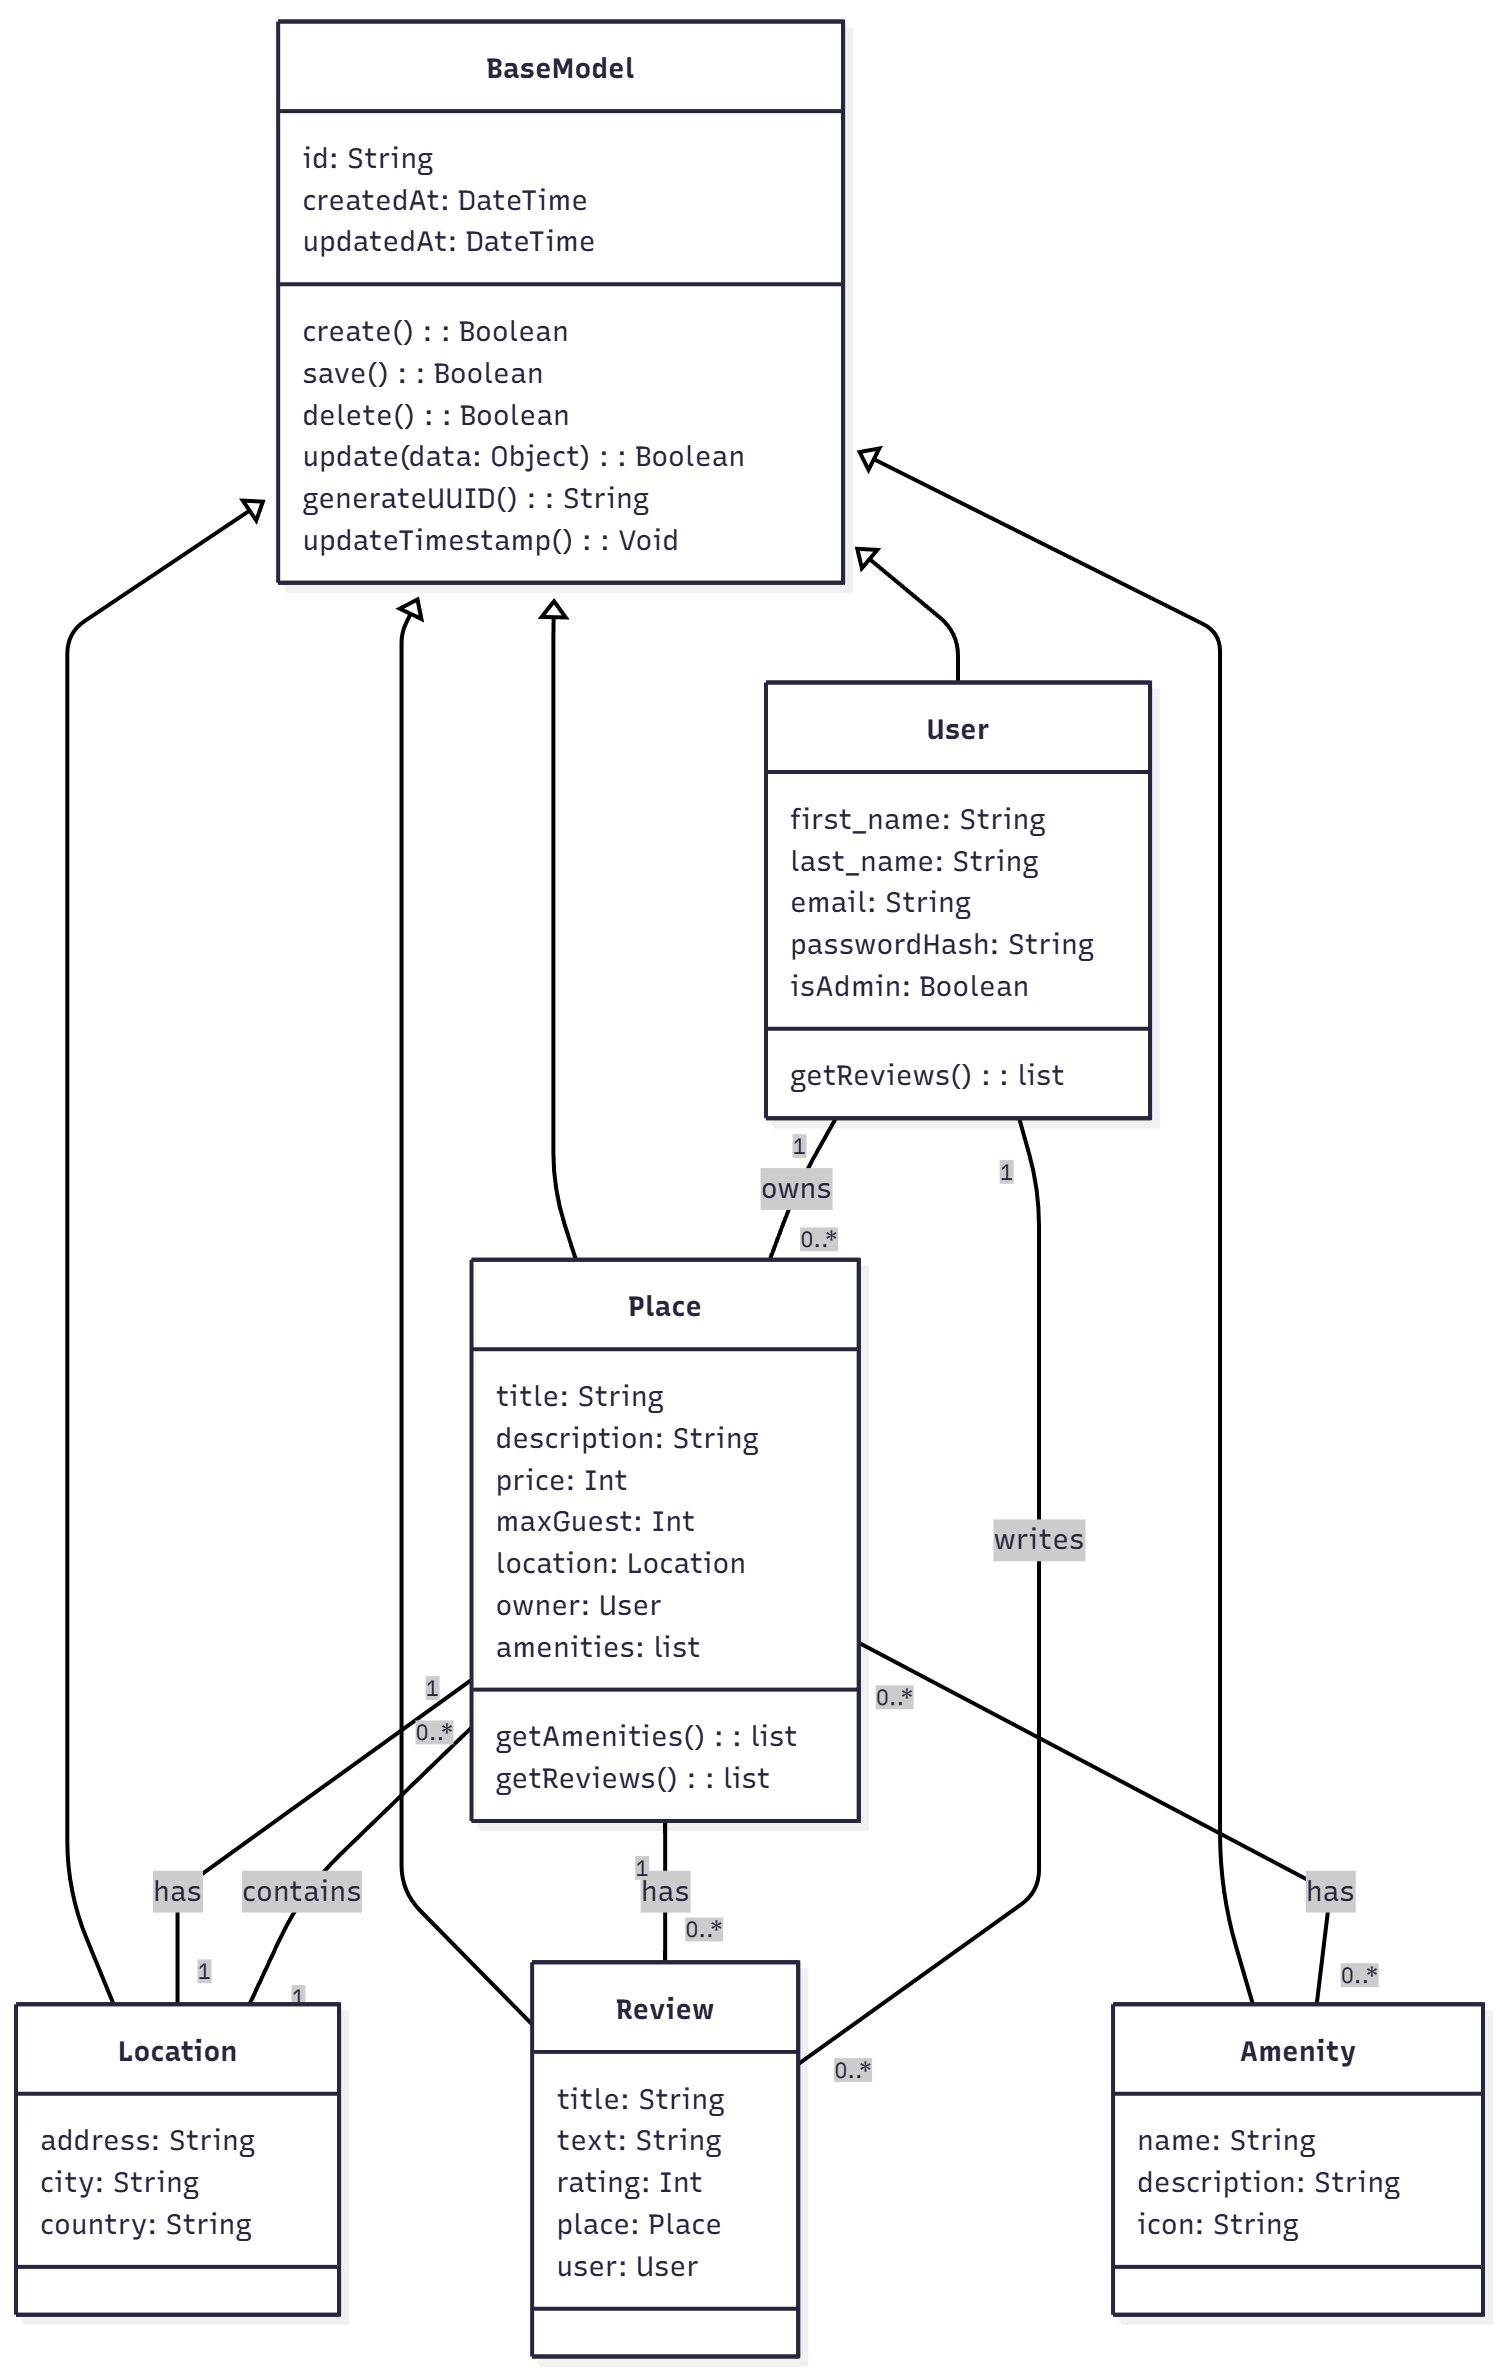 BaseModel
id: String
createdAt: DateTime
updatedAt: DateTime
create() : : Boolean
save() : : Boolean
delete() : : Boolean
update(data: Object) : : Boolean
generateUUID() : : String
updateTimestamp() : : Void
User
first_name: String
last_name: String
email: String
passwordHash: String
isAdmin: Boolean
getReviews() : : list
1
1
owns
0..*
Place
title: String
description: String
price: Int
maxGuest: Int
location: Location
owner: User
amenities: list
getAmenities() : : list
getReviews() : : list
writes
1
0..*
0..*
1
has
contains
has
has
0..*
1
1
0..*
0..*
Location
address: String
city: String
country: String
Review
title: String
text: String
rating: Int
place: Place
user: User
Amenity
name: String
description: String
icon: String